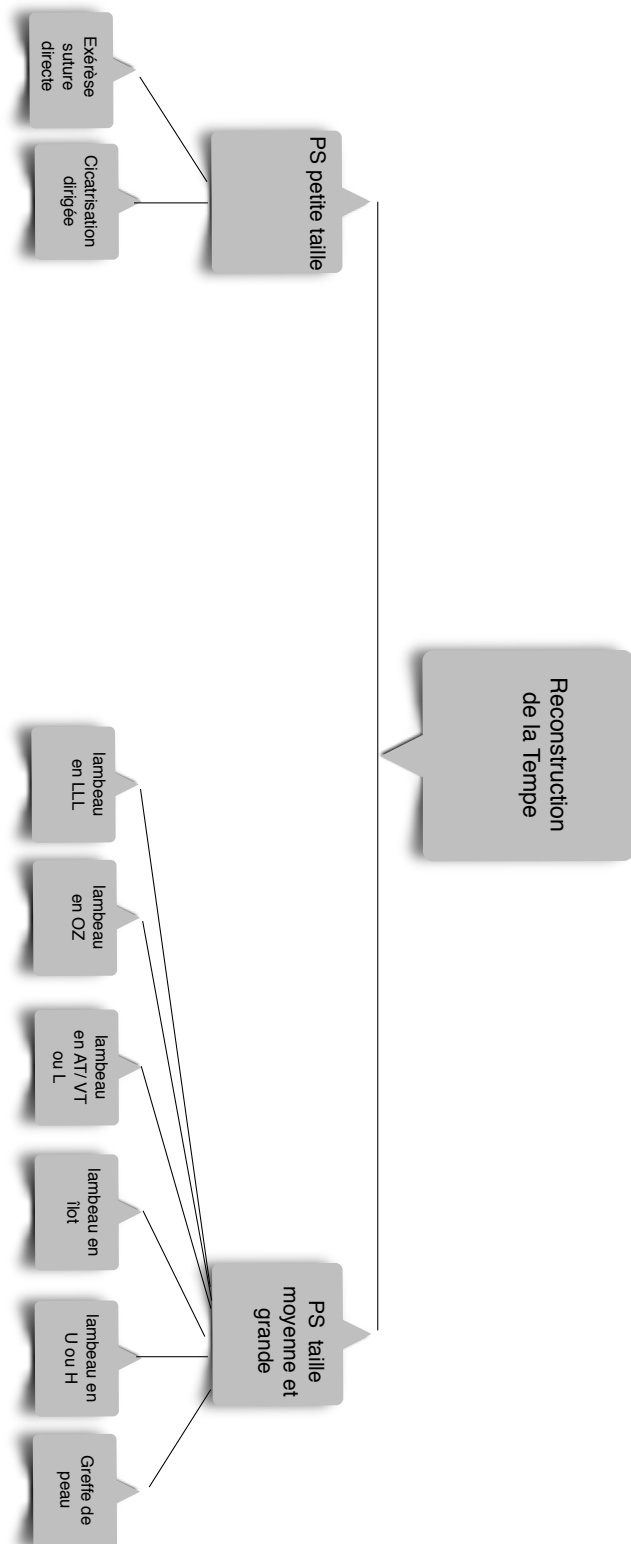 Reconstruction
de la Tempe
PS petite taille
PS taille
moyenne et
grande
Exérèse
suture
directe
Cicatrisation
dirigée
lambeau
en LLL
lambeau
en OZ
lambeau
en AT/ VT
ou L
lambeau en
îlot
lambeau en
U ou H
Greffe de
peau